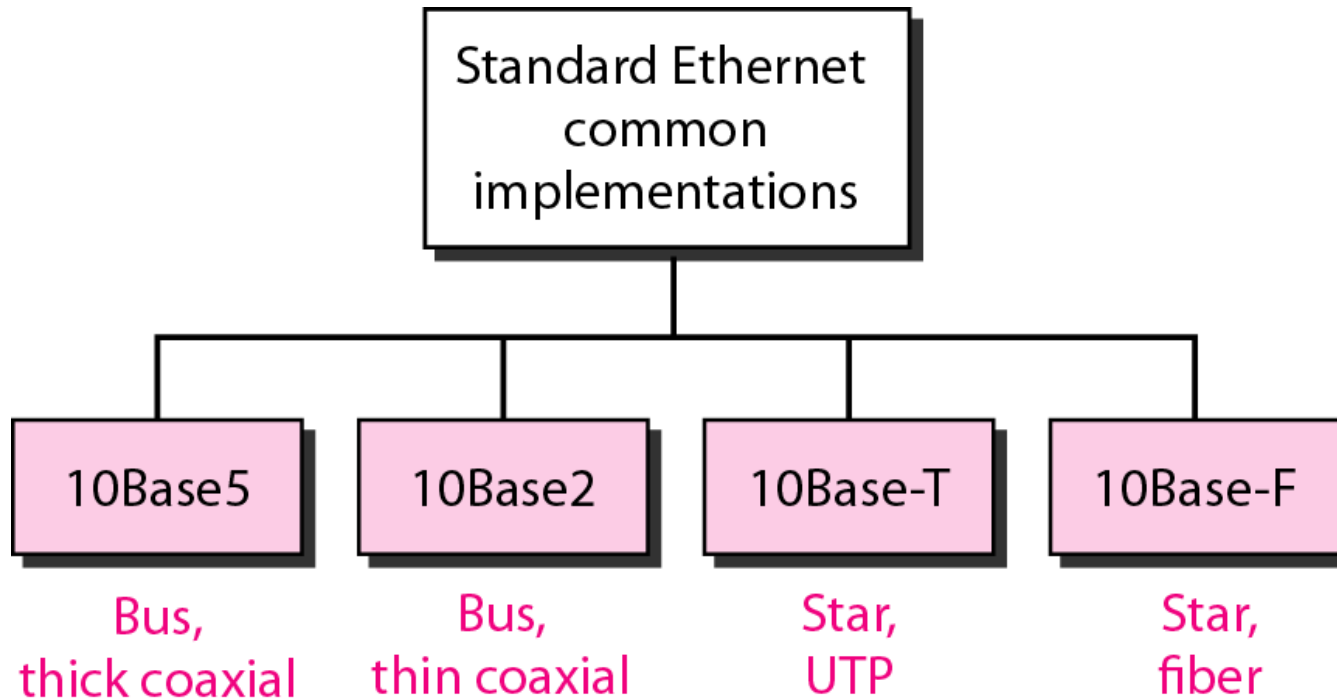 Standard Ethernet
common
implementations
10Base5
10Base2
10Base-T
10Base-F
Bus,
thick coaxial
Bus,
thin coaxial
Star,
UTP
Star,
fiber